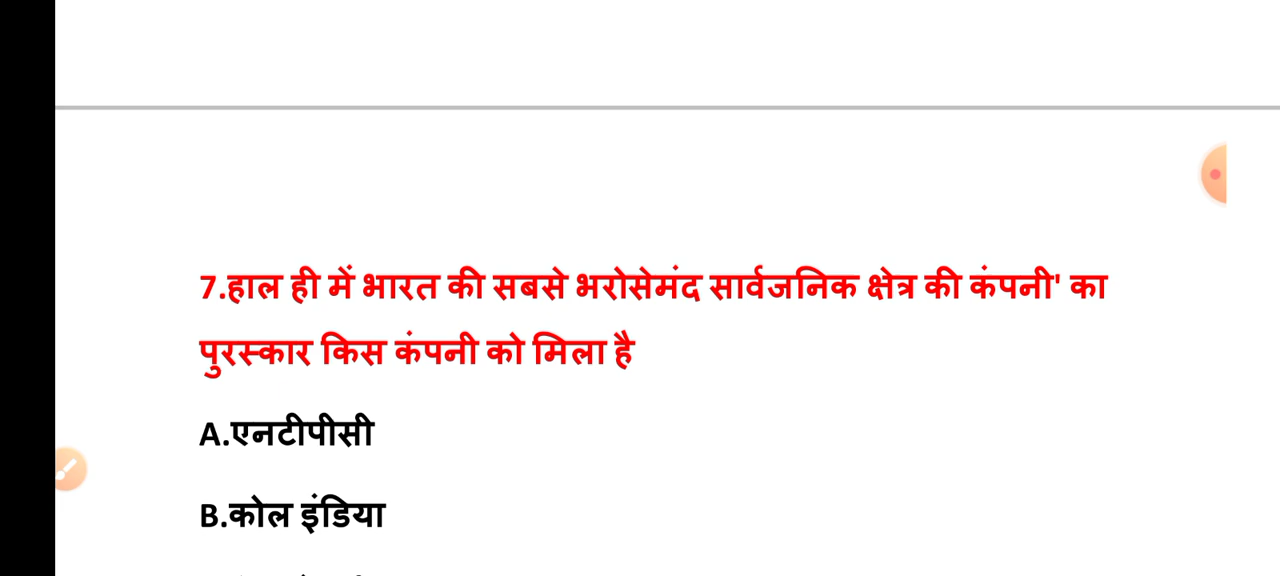 7.हाल ही में भारत की सबसे भरोसेमंद सार्वजनिक क्षेत्र की कंपनी' का
पुरस्कार किस कंपनी को मिला है
A.एनटीपीसी
B.कोल इंडिया